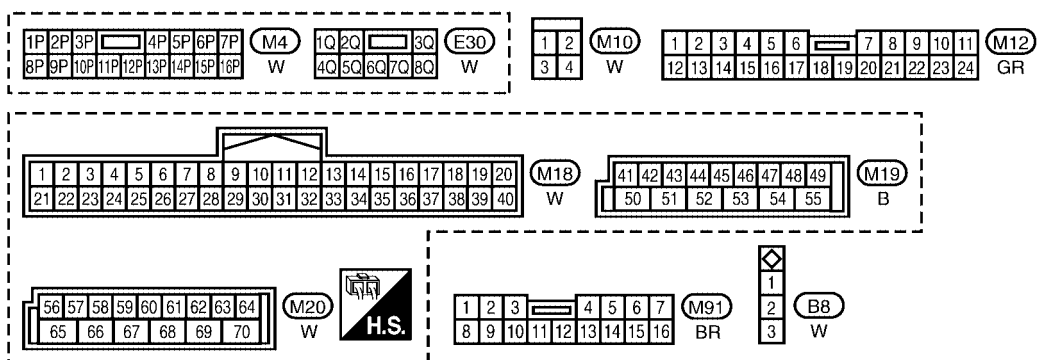 1P 2P 3P 4P 5P 6P 7P M4
8P 9P 10P 11P 12P 13P 14P 15P 16P W
1Q 2Q 3Q E30
4Q 5Q 6Q 7Q 8Q W
1 2 M10
3 4 W
1 2 3 4 5 6 7 8 9 10 11 M12
12 13 14 15 16 17 18 19 20 21 22 23 24 GR
1 2 3 4 5 6 7 8 9 10 11 12 13 14 15 16 17 18 19 20 M18
21 22 23 24 25 26 27 28 29 30 31 32 33 34 35 36 37 38 39 40 W
41 42 43 44 45 46 47 48 49 M19
50 51 52 53 54 55 B
56 57 58 59 60 61 62 63 64 M20
65 66 67 68 69 70 W
H.S.
1 2 3 4 5 6 7 M91
8 9 10 11 12 13 14 15 16 BR
1
2 B8
3 W